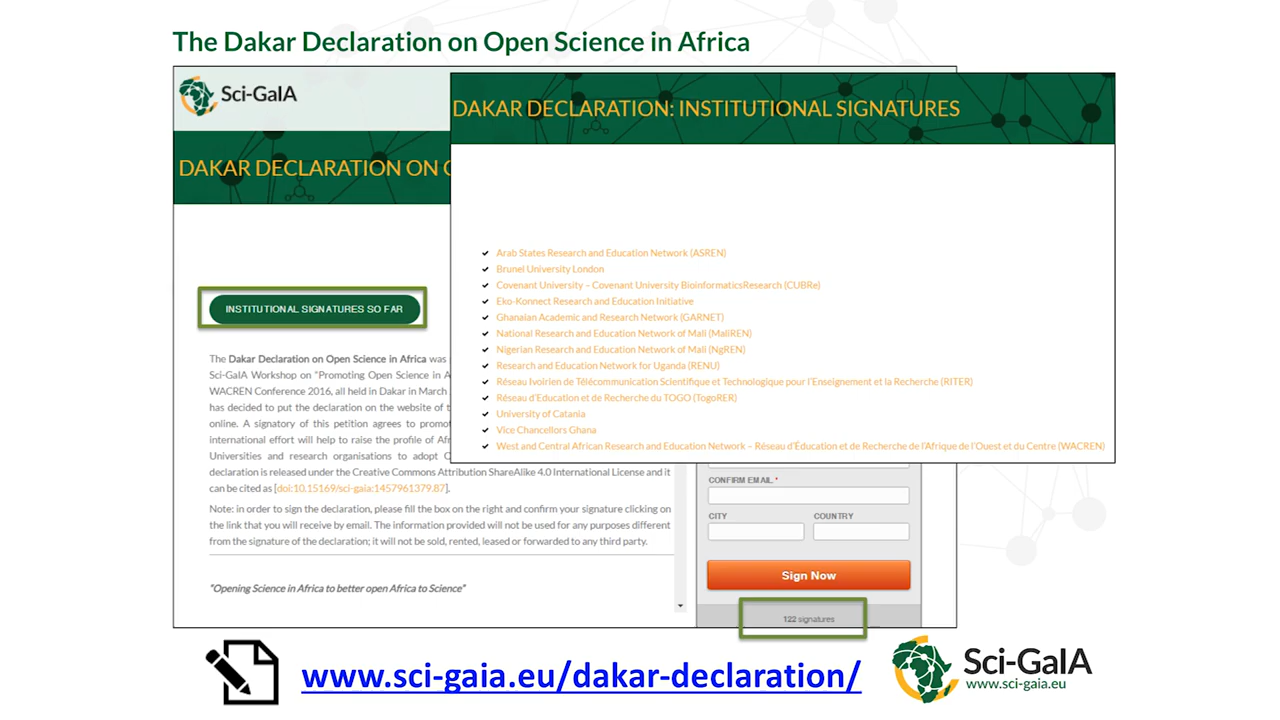 The Dakar Declaration on Open Science in Africa
Sci-GaIA
DAKAR DECLARATION ON
DAKAR DECLARATION: INSTITUTIONAL SIGNATURES
Arab States Research and Education Network (ASREN)
Brunel University London
Covenant University – Covenant University BioinformaticsResearch (CUBRe)
Eko-Konnect Research and Education Initiative
Ghanaian Academic and Research Network (GARNET)
National Research and Education Network of Mali (MaliREN)
Nigerian Research and Education Network of Mali (NgREN)
Research and Education Network for Uganda (RENU)
Réseau Ivoirien de Télécommunication Scientifique et Technologique pour l'Enseignement et la Recherche (RITER)
Réseau d'Education et de Recherche du TOGO (TogoRER)
University of Catania
Vice Chancellors Ghana
West and Central African Research and Education Network – Réseau d'Éducation et de Recherche de l'Afrique de l'Ouest et du Centre (WACREN)
INSTITUTIONAL SIGNATURES SO FAR
The Dakar Declaration on Open Science in Africa was
Sci-GaIA Workshop on "Promoting Open Science in
WACREN Conference 2016, all held in Dakar in March
has decided to put the declaration on the website of
online. A signatory of this petition agrees to
international effort will help to raise the profile of
Universities and research organisations to adopt
declaration is released under the Creative Commons Attribution ShareAlike 4.0 International License and it
can be cited as [doi:10.15169/sci-gaia:1457961379.87].
Note: in order to sign the declaration, please fill the box on the right and confirm your signature clicking on
the link that you will receive by email. The information provided will not be used for any purposes different
from the signature of the declaration; it will not be sold, rented, leased or forwarded to any third party.
"Opening Science in Africa to better open Africa to Science"
CONFIRM EMAIL *
CITY COUNTRY
Sign Now
122 signatures
www.sci-gaia.eu/dakar-declaration/
Sci-GaIA
www.sci-gaia.eu